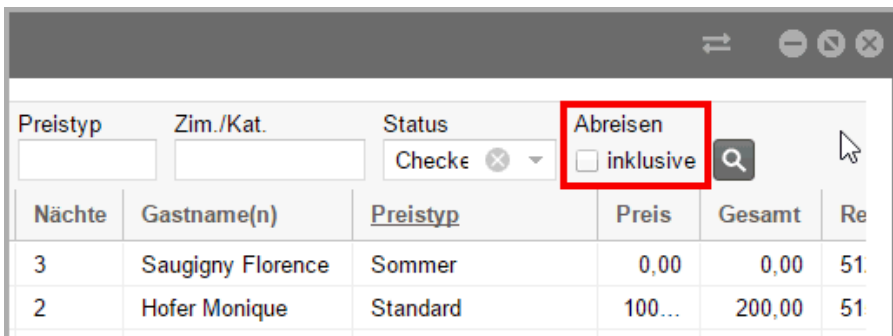 Preistyp Zim./Kat. Status Abreisen
Checke inklusive
Nächte Gastname(n) Preistyp Preis Gesamt Re
3 Saugigny Florence Sommer 0,00 0,00 51.
2 Hofer Monique Standard 100... 200,00 51